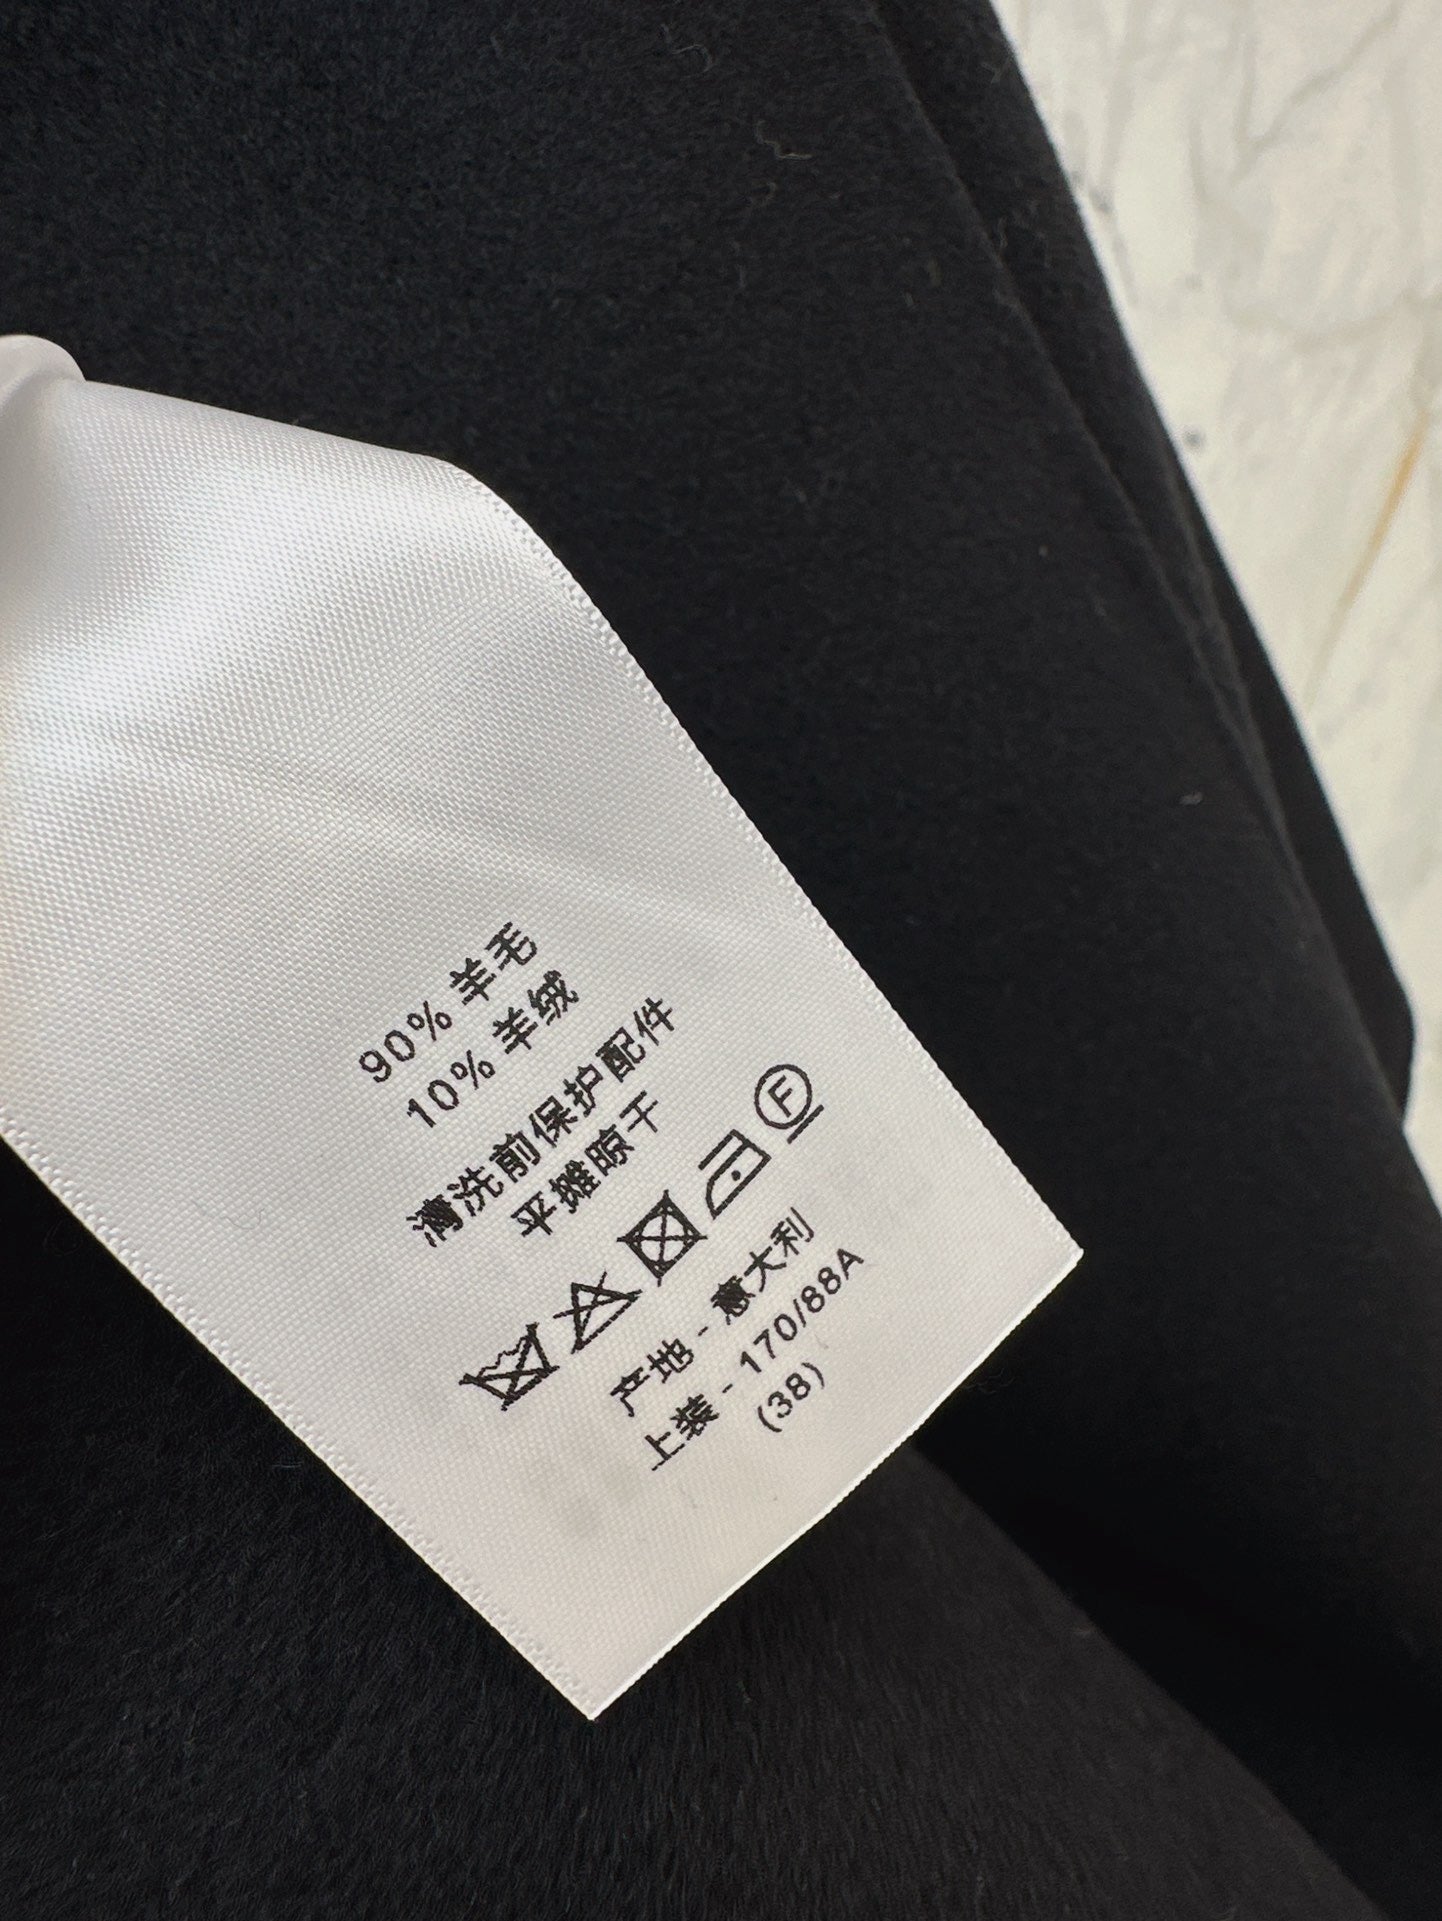 90% 羊毛
10% 羊绒
清洗前保护配件
平摊晾干
F
产地 - 意大利
上装 - 170/88A
(38)